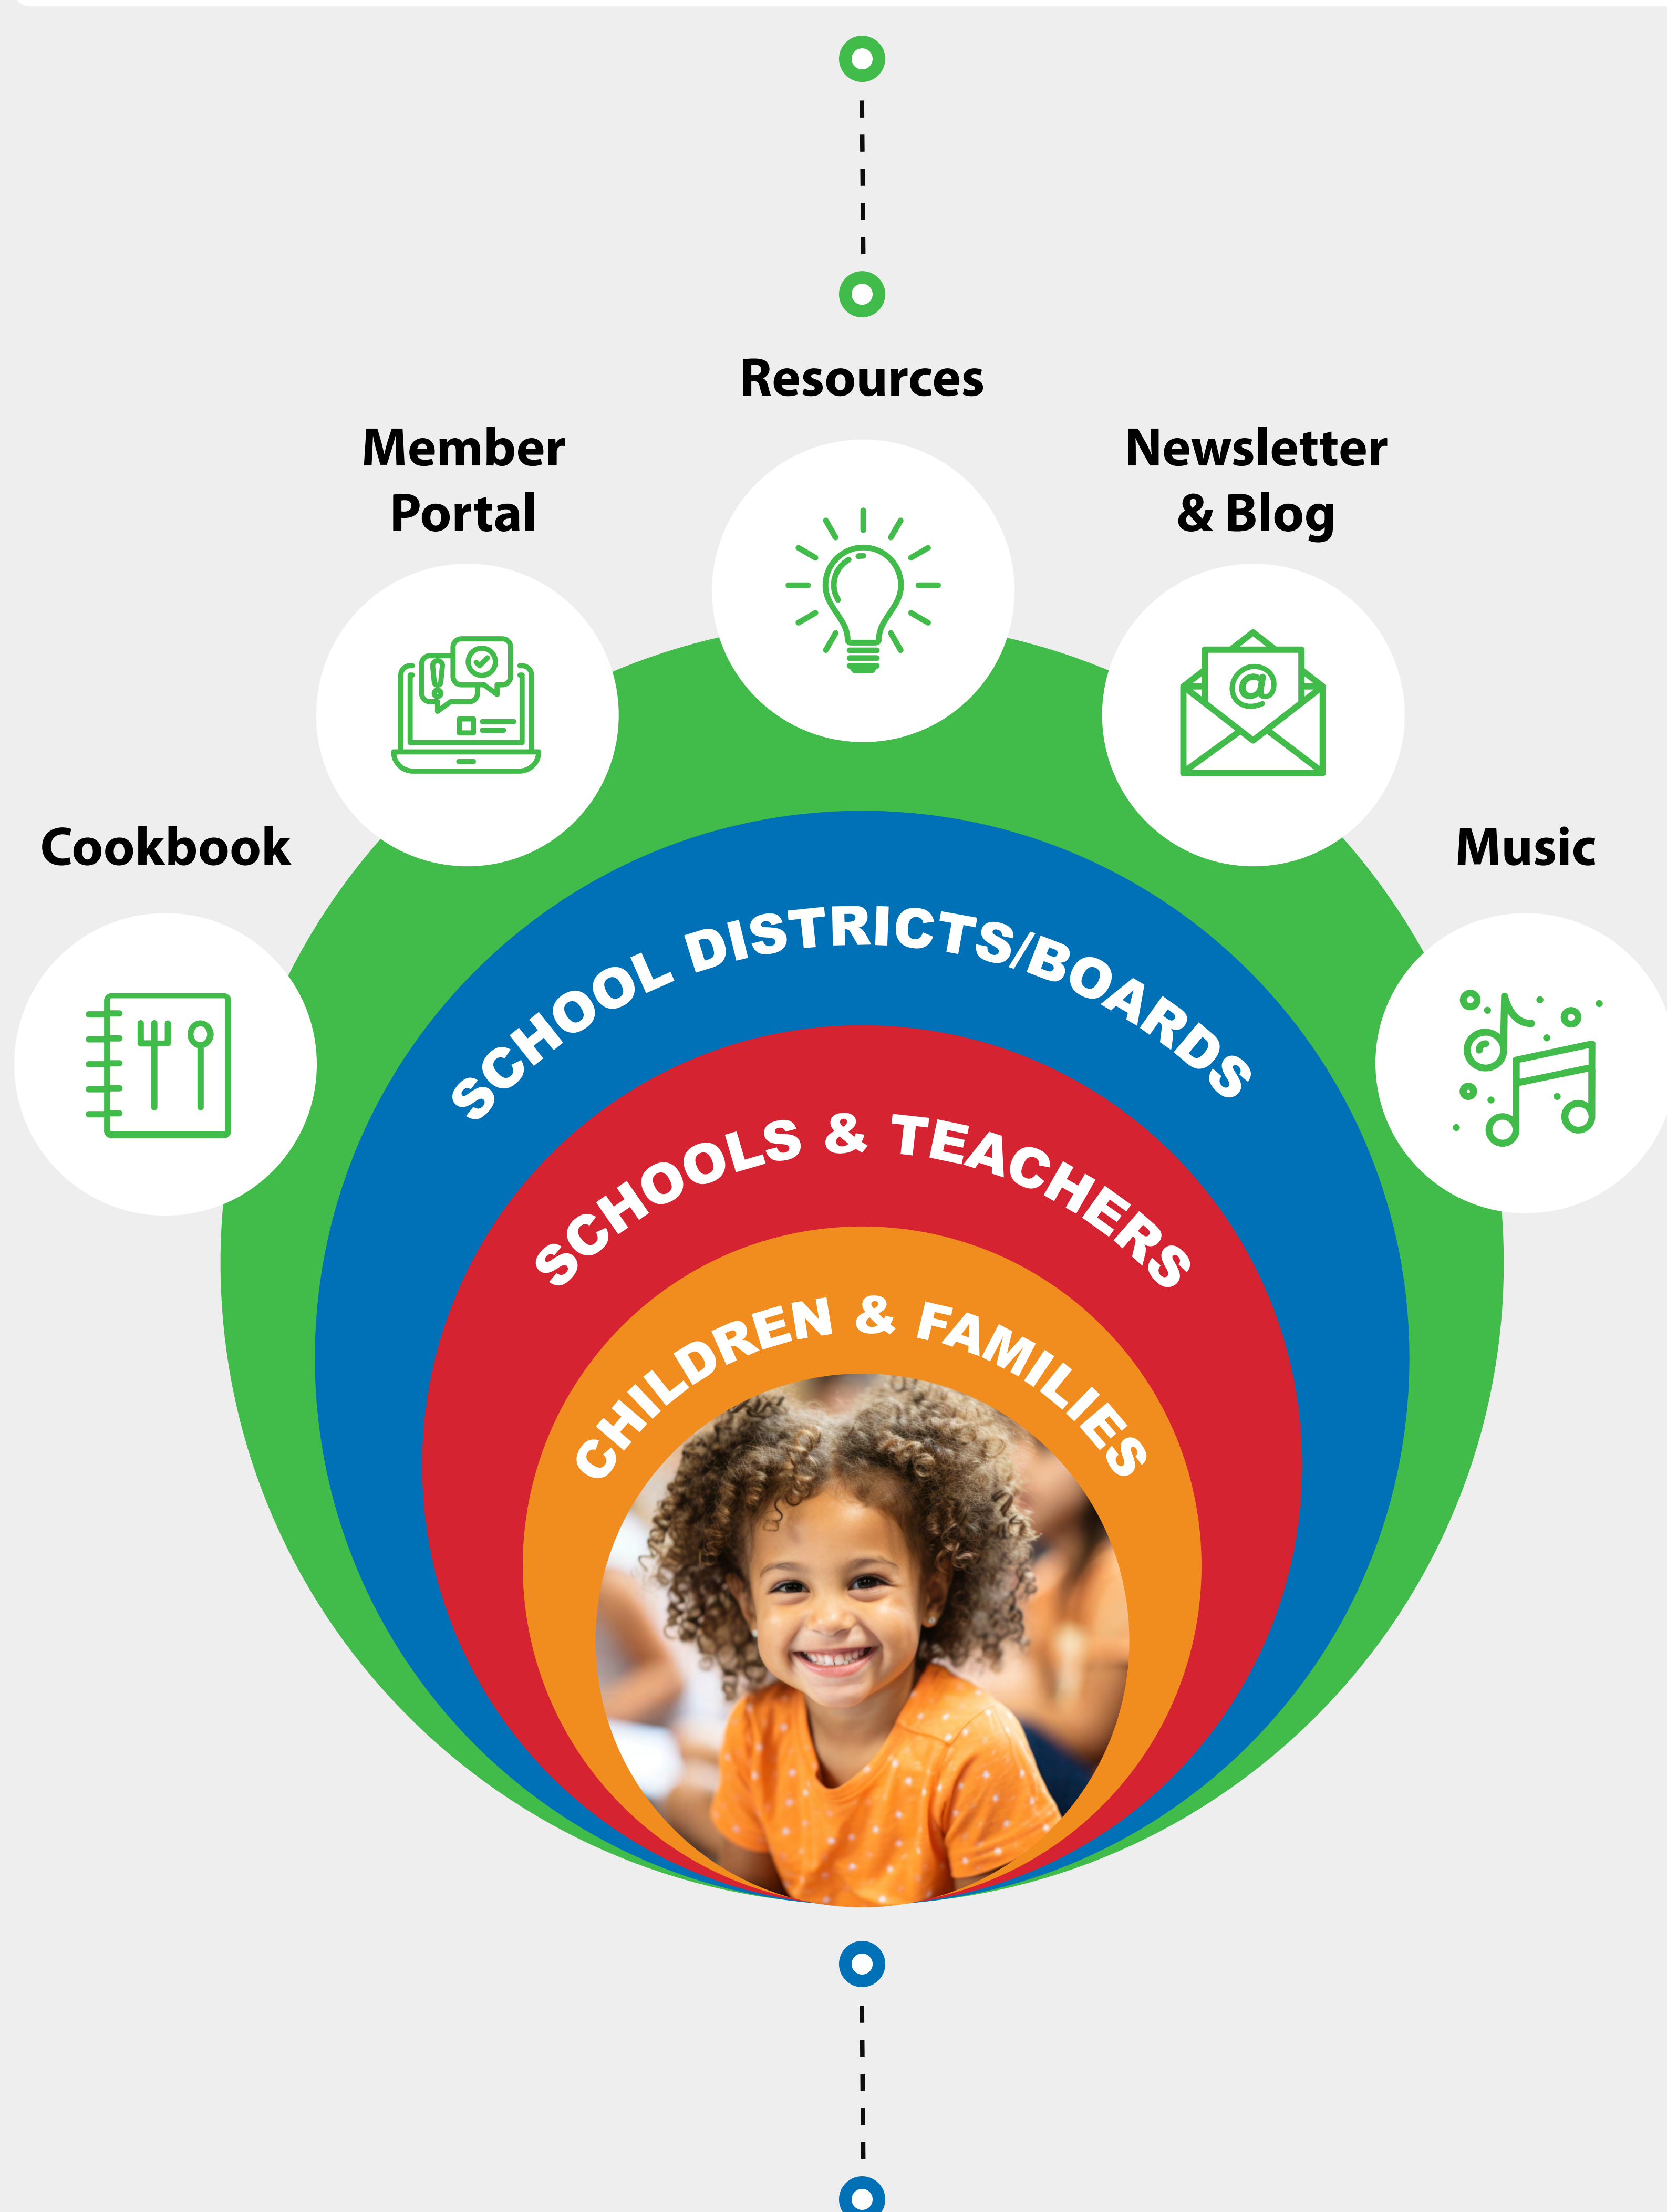 Resources
Member
Portal
Newsletter
& Blog
Cookbook
Music
SCHOOL DISTRICTS/BOARDS
SCHOOLS & TEACHERS
CHILDREN & FAMILIES
@